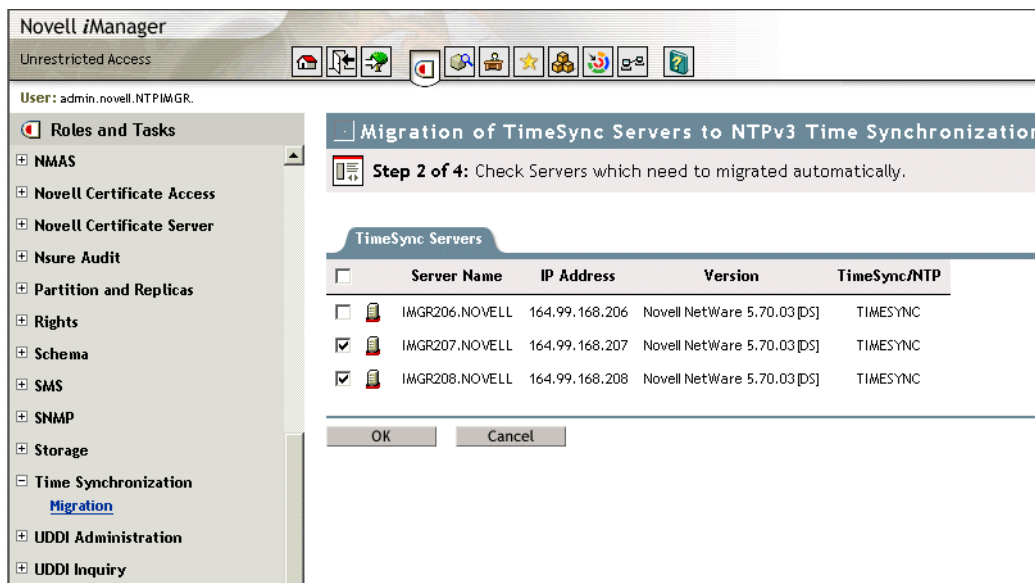 Novell iManager
Unrestricted Access
User: admin.novell.NTPIMGR.
Roles and Tasks
NMAS
Novell Certificate Access
Novell Certificate Server
Nsure Audit
Partition and Replicas
Rights
Schema
SMS
SNMP
Storage
Time Synchronization
Migration
UDDI Administration
UDDI Inquiry
Migration of TimeSync Servers to NTPv3 Time Synchronization
Step 2 of 4: Check Servers which need to migrated automatically.
TimeSync Servers
Server Name IP Address Version TimeSync/NTP
IMGR206.NOVELL 164.99.168.206 Novell NetWare 5.70.03[DS] TIMESYNC
IMGR207.NOVELL 164.99.168.207 Novell NetWare 5.70.03[DS] TIMESYNC
IMGR208.NOVELL 164.99.168.208 Novell NetWare 5.70.03[DS] TIMESYNC
OK Cancel